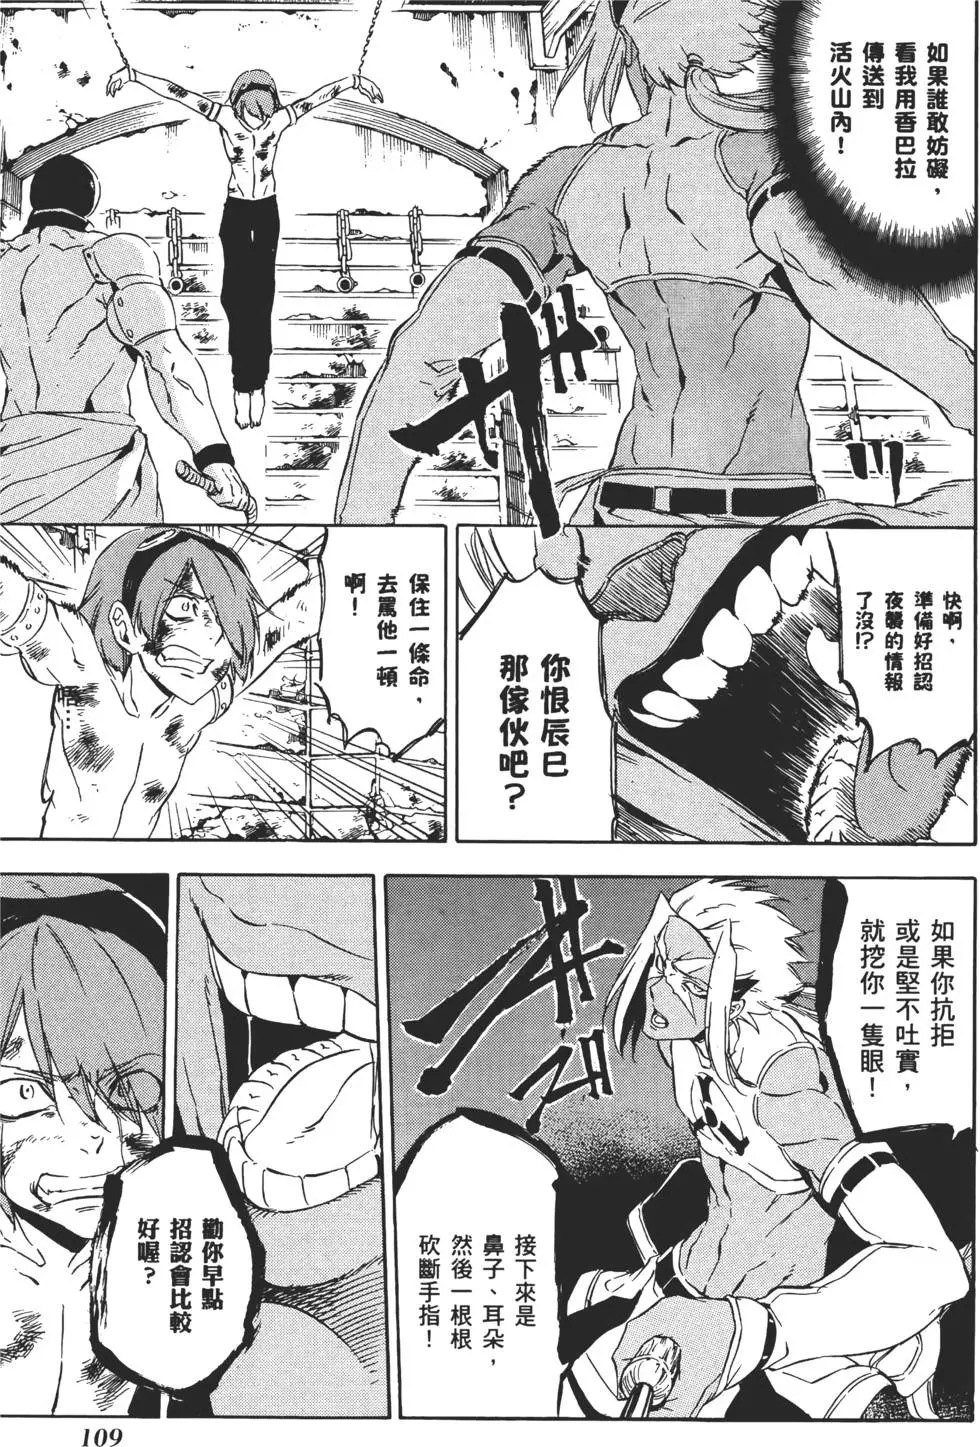 如果誰敢妨礙，
看我用香巴拉
傳送到
活火山內！
ザ
ザ
快啊，
準備好招認
夜襲的情報
了沒!?
你恨辰巳
那傢伙吧？
保住一條命，
去罵他一頓
啊！
唔…
如果你抗拒
或是堅不吐實，
就挖你一隻眼！
接下來是
鼻子、耳朵，
然後一根根
砍斷手指！
勸你早點
招認會比較
好喔？
109